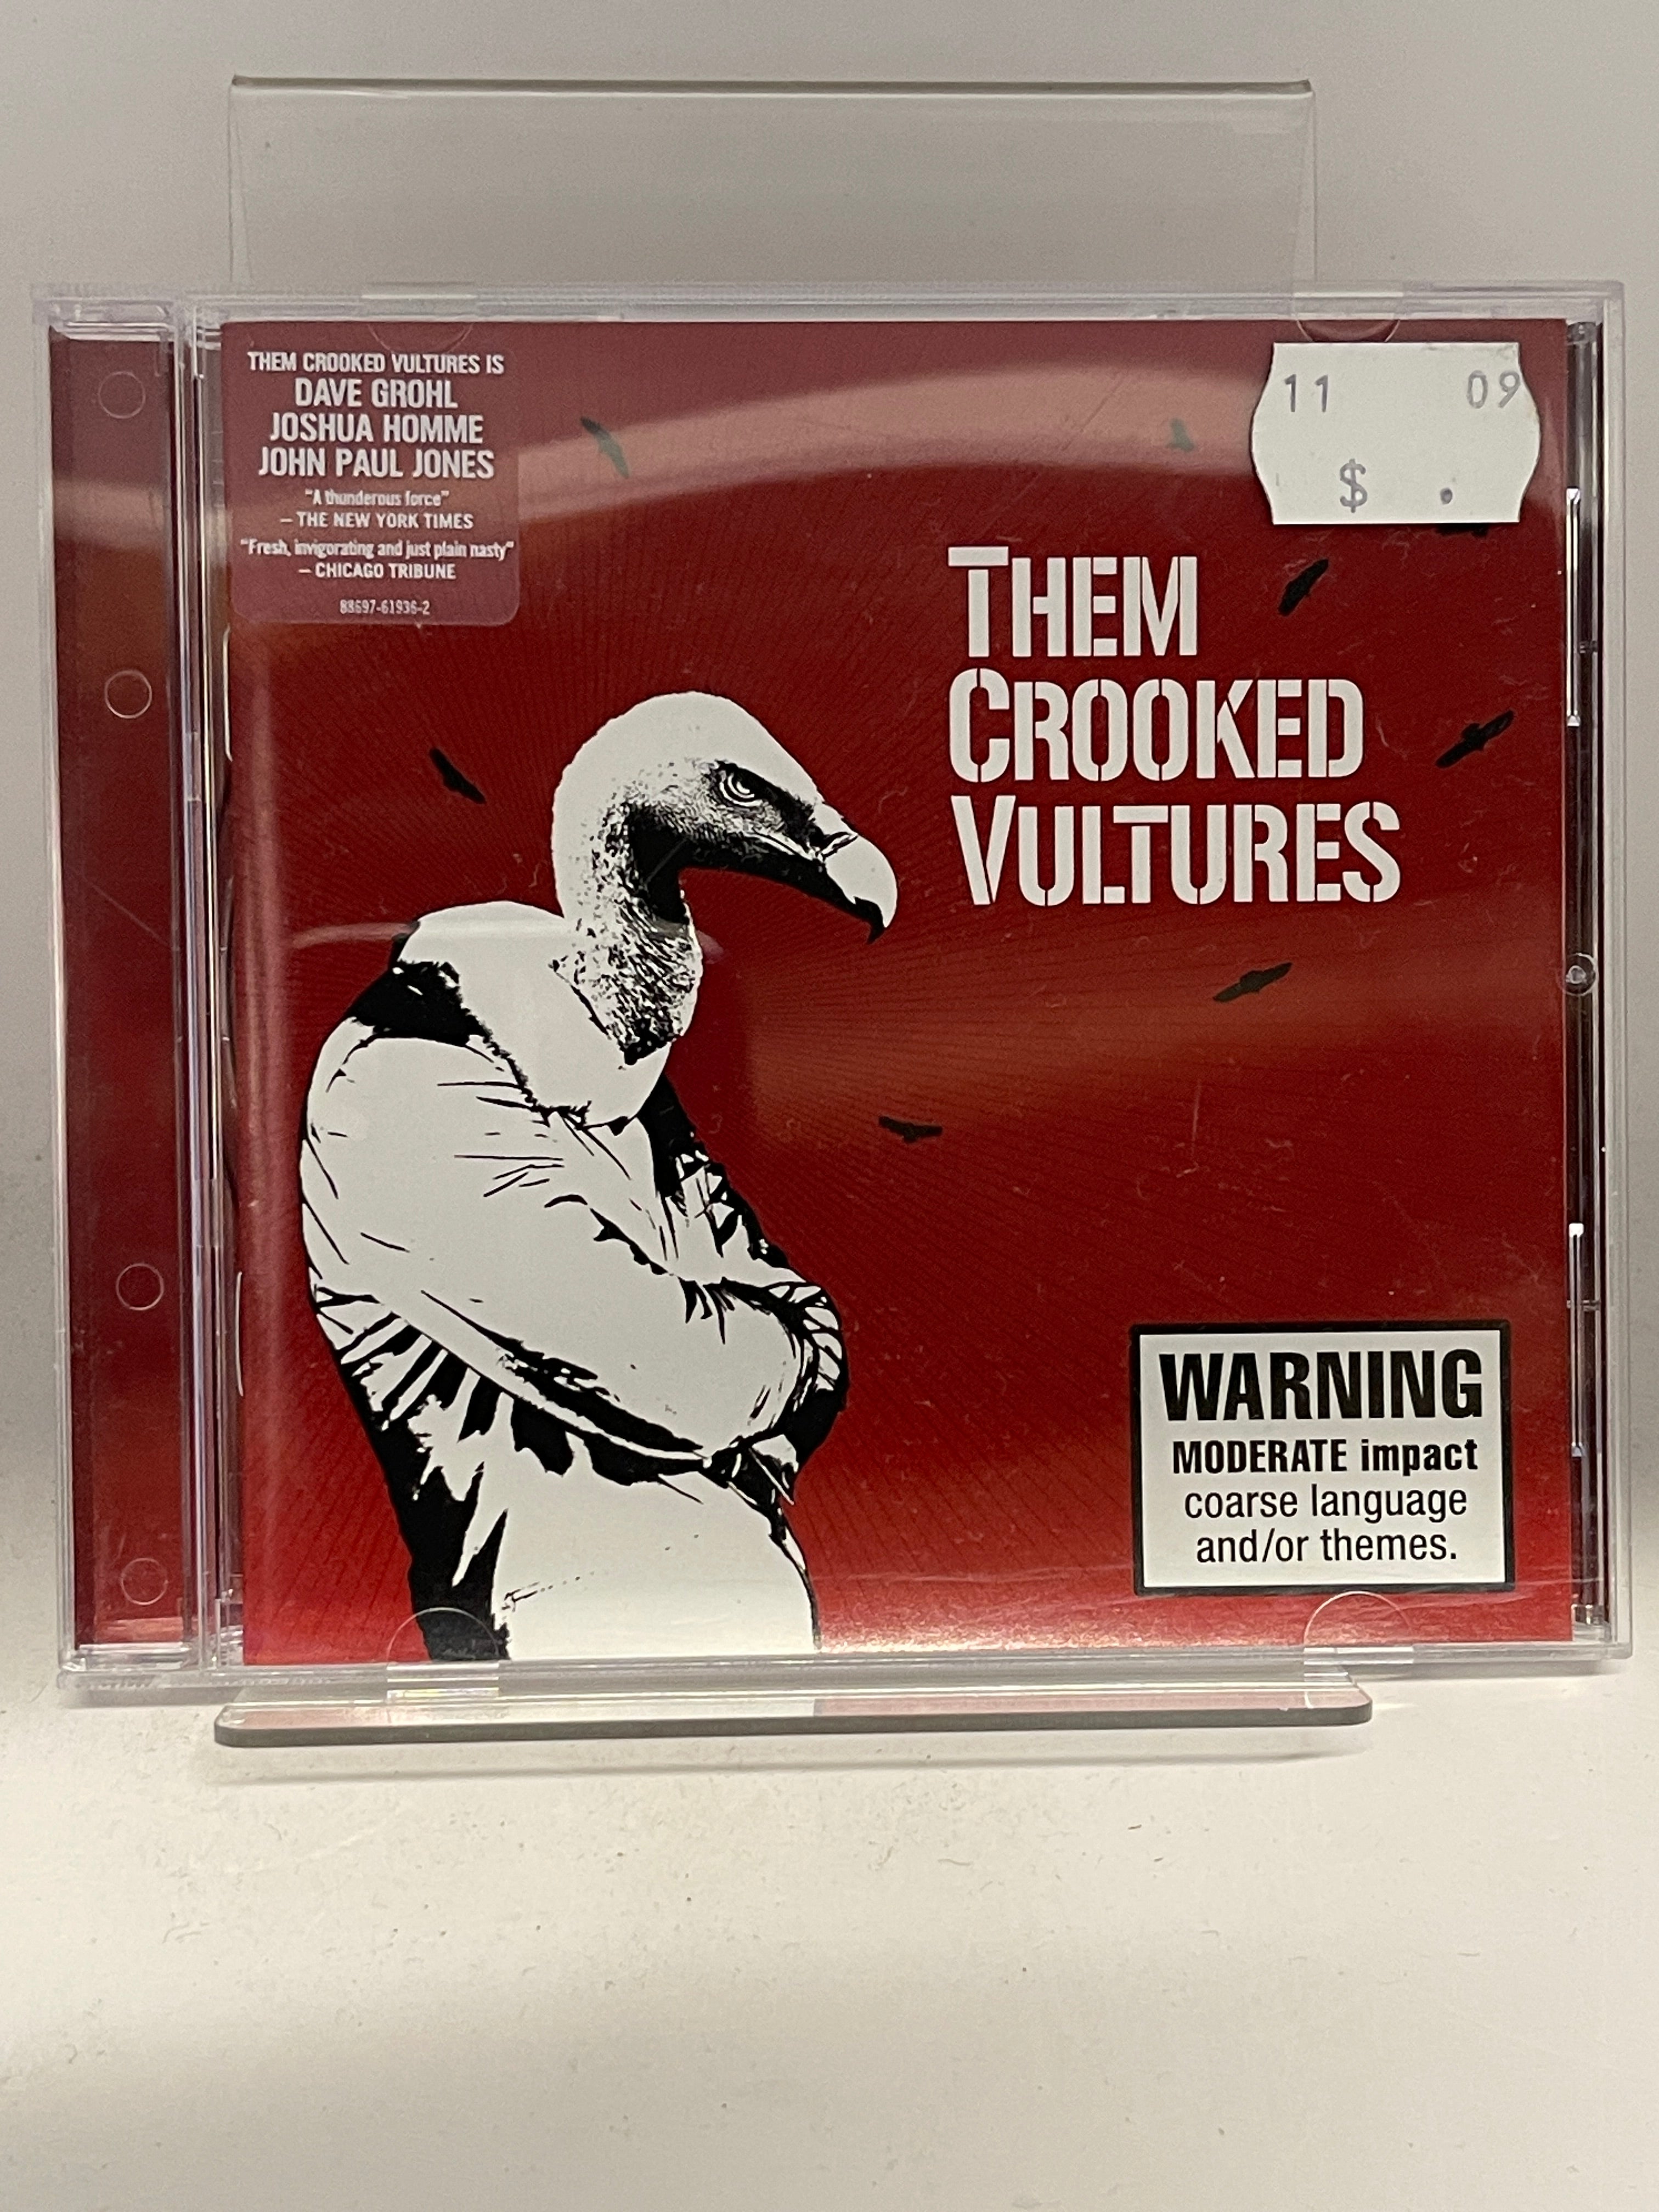 THEM CROOKED VULTURES IS
DAVE GROHL
JOSHUA HOMME
JOHN PAUL JONES
“A thunderous force”
– THE NEW YORK TIMES
“Fresh, invigorating and just plain nasty”
– CHICAGO TRIBUNE
88697-61936-2
11 09
$ .
THEM
CROOKED
VULTURES
WARNING
MODERATE impact
coarse language
and/or themes.